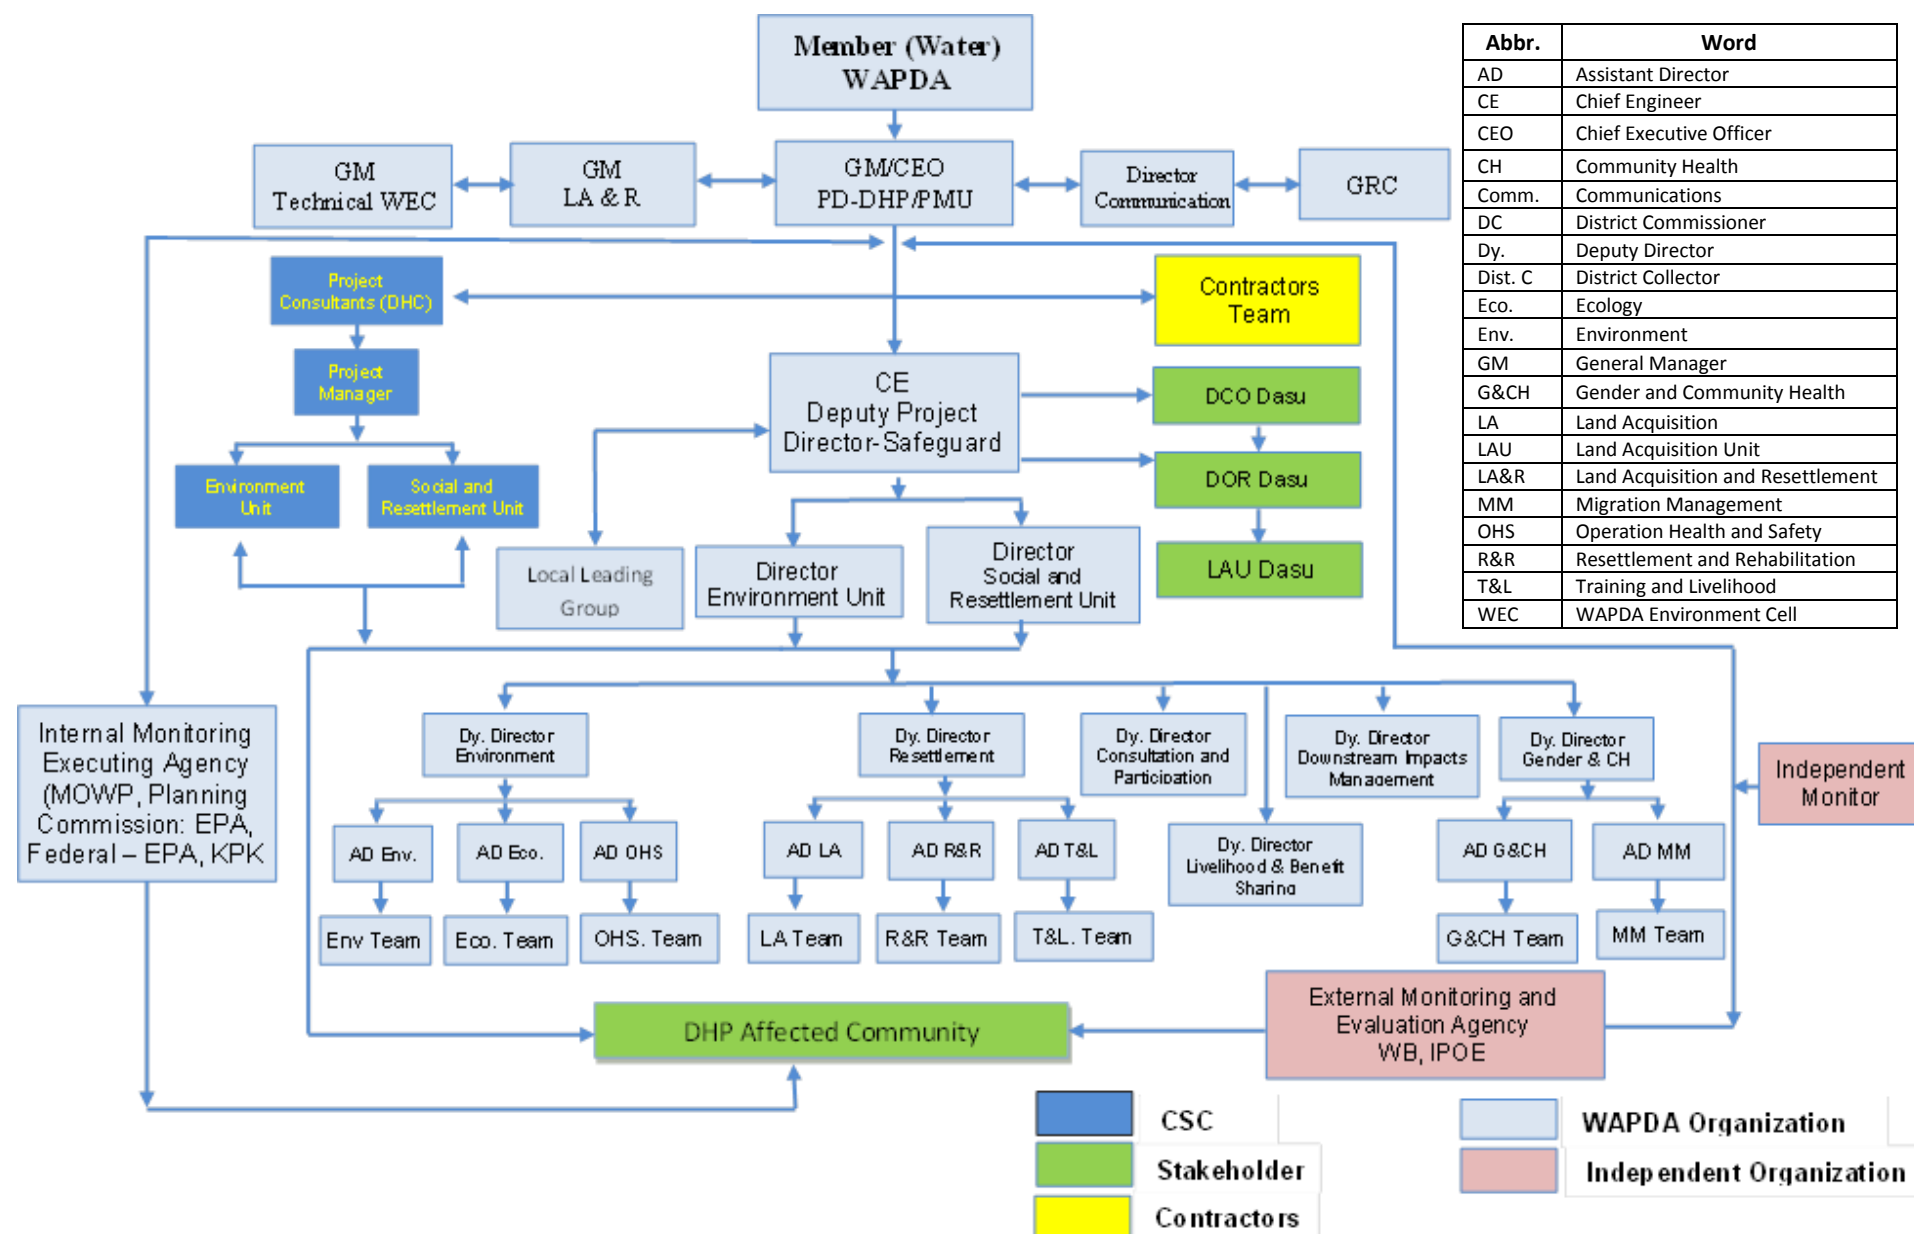 Member (Water)
WAPDA
GM
Technical WEC
GM
LA & R
GM/CEO
PD-DHP/PMU
Director
Communication
GRC
Project
Consultants (DHC)
Contractors
Team
Project
Manager
CE
Deputy Project
Director-Safeguard
DCO Dasu
DOR Dasu
LAU Dasu
Environment
Unit
Social and
Resettlement Unit
Local Leading
Group
Director
Environment Unit
Director
Social and
Resettlement Unit
Internal Monitoring
Executing Agency
(MOWP, Planning
Commission: EPA,
Federal – EPA, KPK
Dy. Director
Environment
Dy. Director
Resettlement
Dy. Director
Consultation and
Participation
Dy. Director
Downstream Impacts
Management
Dy. Director
Gender & CH
Independent
Monitor
AD Env.
AD Eco.
AD OHS
AD LA
AD R&R
AD T&L
Dy. Director
Livelihood & Benefit
Sharing
AD G&CH
AD MM
Env Team
Eco. Team
OHS. Team
LA Team
R&R Team
T&L. Team
G&CH Team
MM Team
DHP Affected Community
External Monitoring and
Evaluation Agency
WB, IPOE
CSC
Stakeholder
Contractors
WAPDA Organization
Independent Organization
Abbr. Word
AD Assistant Director
CE Chief Engineer
CEO Chief Executive Officer
CH Community Health
Comm. Communications
DC District Commissioner
Dy. Deputy Director
Dist. C District Collector
Eco. Ecology
Env. Environment
GM General Manager
G&CH Gender and Community Health
LA Land Acquisition
LAU Land Acquisition Unit
LA&R Land Acquisition and Resettlement
MM Migration Management
OHS Operation Health and Safety
R&R Resettlement and Rehabilitation
T&L Training and Livelihood
WEC WAPDA Environment Cell